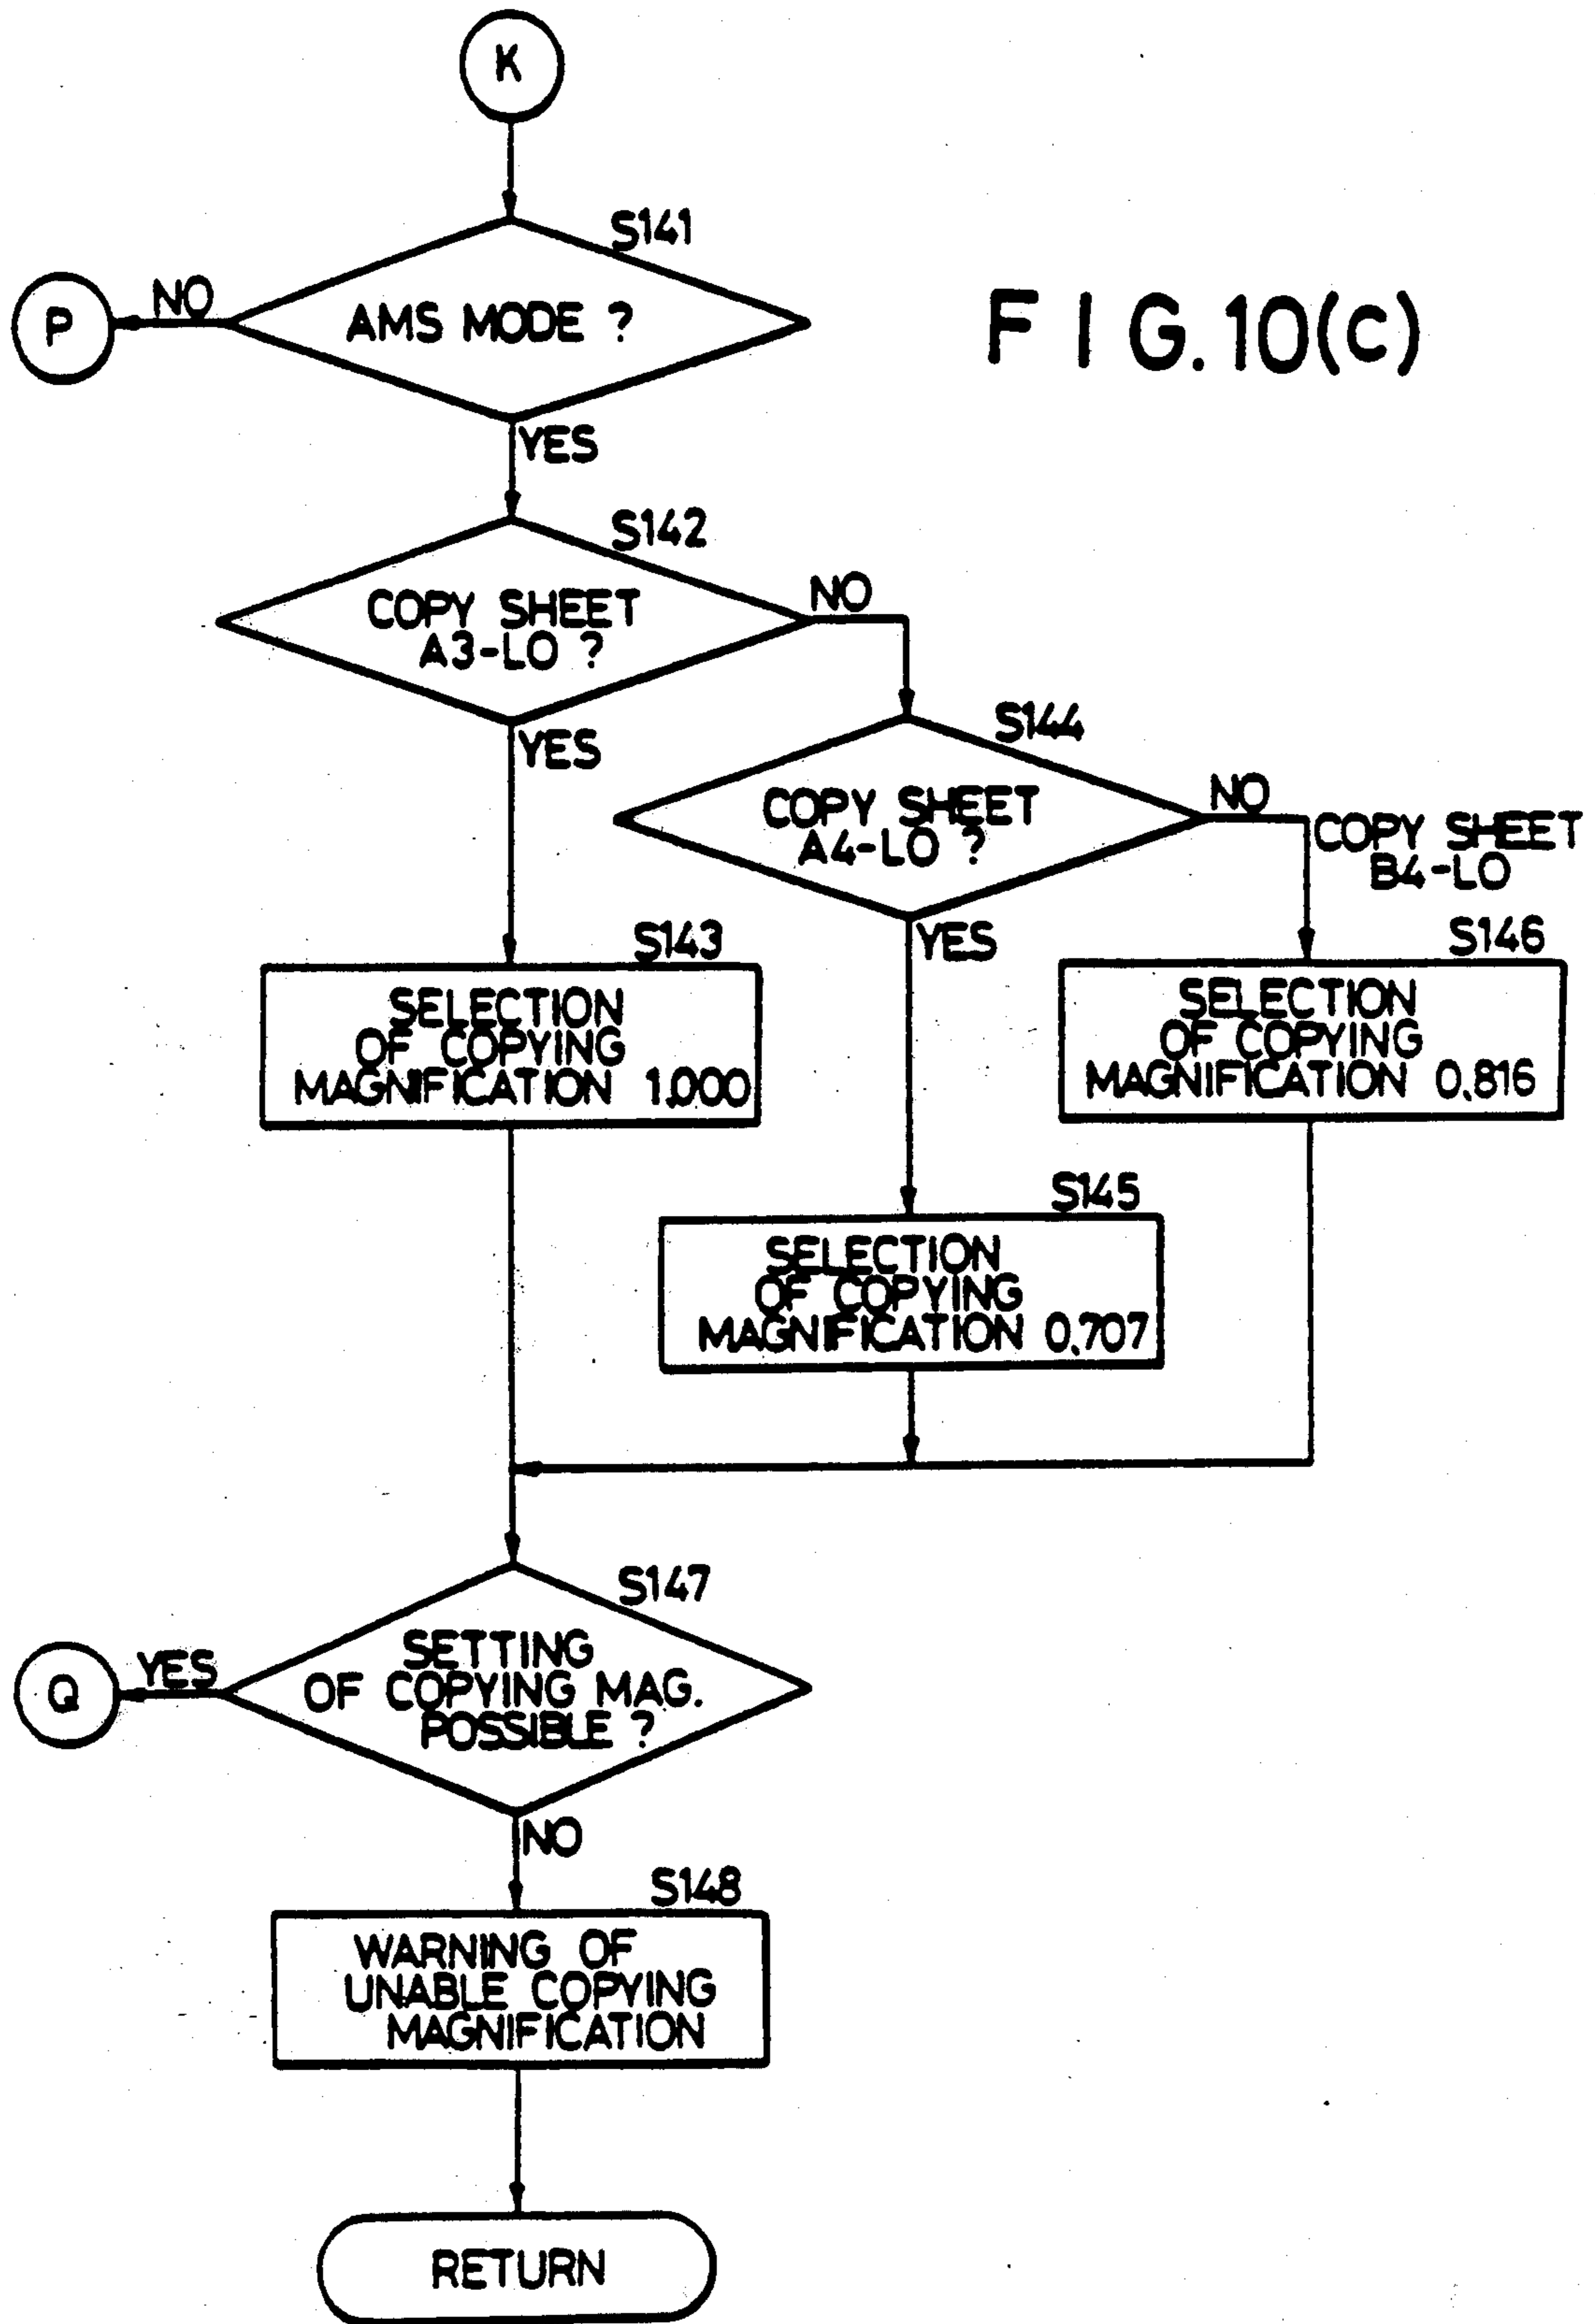 K
S141
P
NO
AMS MODE ?
F I G.10(c)
YES
S142
COPY SHEET
A3-LO ?
NO
YES
S144
COPY SHEET
A4-LO ?
NO
COPY SHEET
B4-LO
YES
S143
SELECTION
OF COPYING
MAGNIFICATION 1.000
S146
SELECTION
OF COPYING
MAGNIFICATION 0.816
S145
SELECTION
OF COPYING
MAGNIFICATION 0.707
S147
Q
YES
SETTING
OF COPYING MAG.
POSSIBLE ?
NO
S148
WARNING OF
UNABLE COPYING
MAGNIFICATION
RETURN